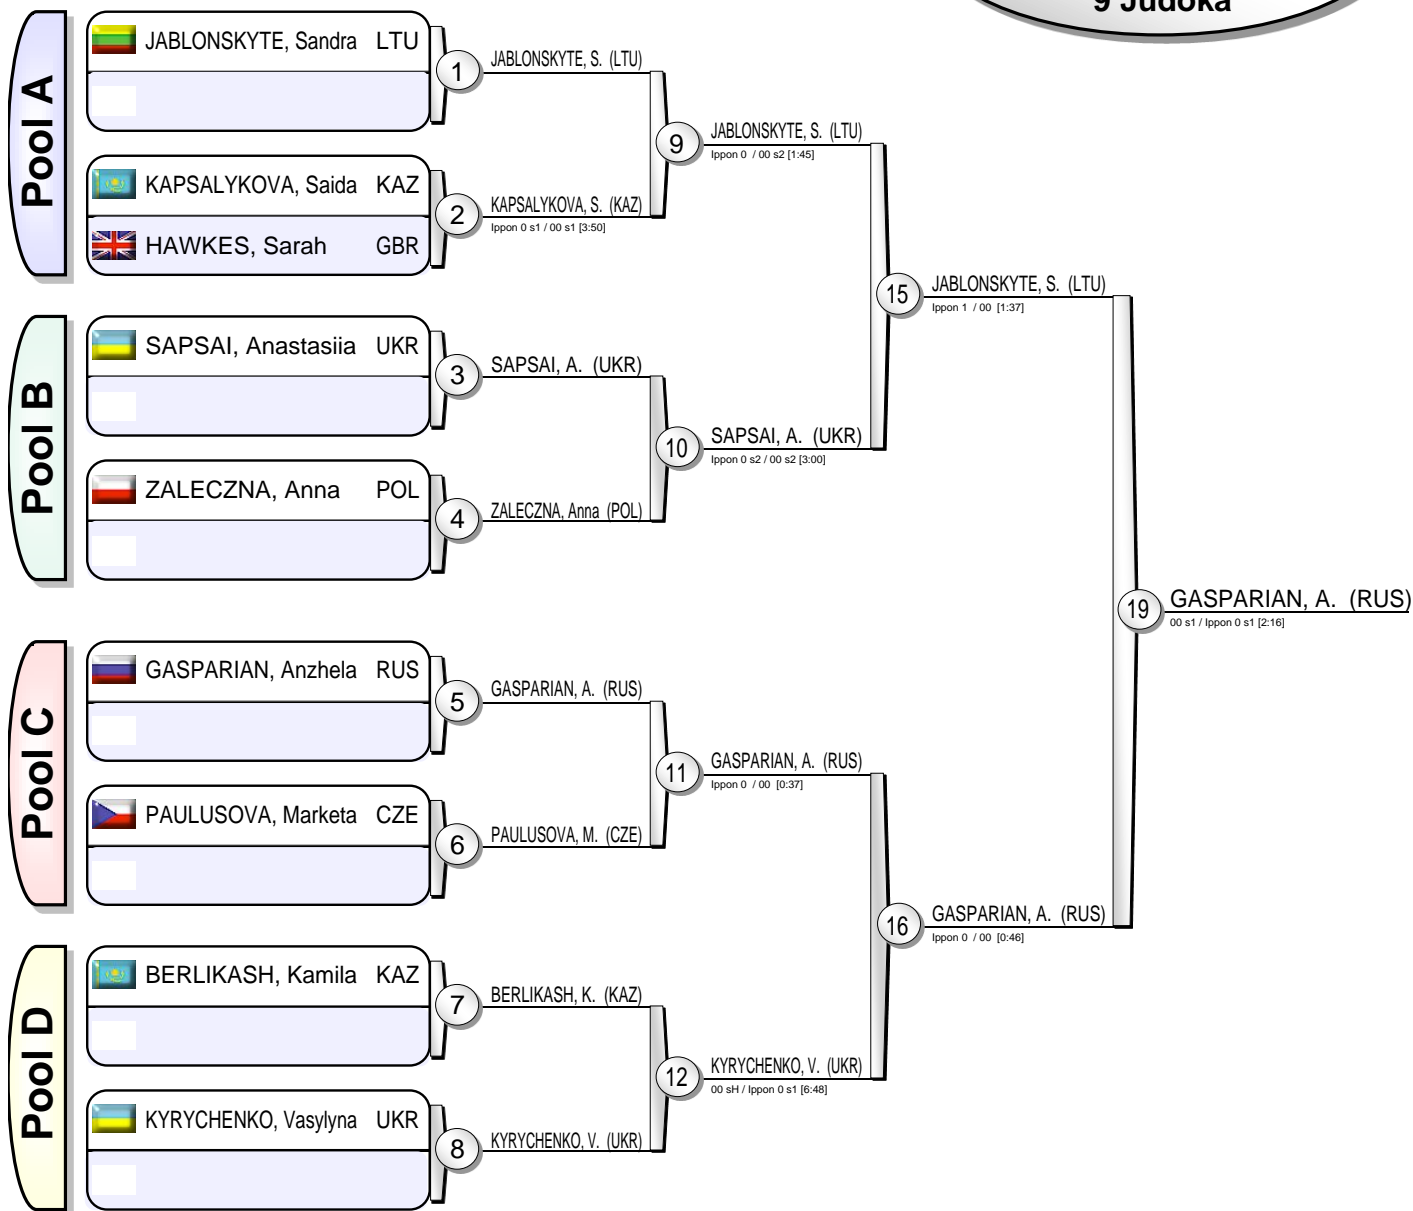 9 Judoka
Pool A
JABLONSKYTE, Sandra LTU
KAPSALYKOVA, Saida KAZ
HAWKES, Sarah GBR
1
JABLONSKYTE, S. (LTU)
2
KAPSALYKOVA, S. (KAZ)
Ippon 0 s1 / 00 s1 [3:50]
9
JABLONSKYTE, S. (LTU)
Ippon 0 / 00 s2 [1:45]
Pool B
SAPSAI, Anastasiia UKR
ZALECZNA, Anna POL
3
SAPSAI, A. (UKR)
4
ZALECZNA, Anna (POL)
10
SAPSAI, A. (UKR)
Ippon 0 s2 / 00 s2 [3:00]
15
JABLONSKYTE, S. (LTU)
Ippon 1 / 00 [1:37]
Pool C
GASPARIAN, Anzhela RUS
PAULUSOVA, Marketa CZE
5
GASPARIAN, A. (RUS)
6
PAULUSOVA, M. (CZE)
11
GASPARIAN, A. (RUS)
Ippon 0 / 00 [0:37]
Pool D
BERLIKASH, Kamila KAZ
KYRYCHENKO, Vasylyna UKR
7
BERLIKASH, K. (KAZ)
8
KYRYCHENKO, V. (UKR)
12
KYRYCHENKO, V. (UKR)
00 sH / Ippon 0 s1 [6:48]
16
GASPARIAN, A. (RUS)
Ippon 0 / 00 [0:46]
19
GASPARIAN, A. (RUS)
00 s1 / Ippon 0 s1 [2:16]